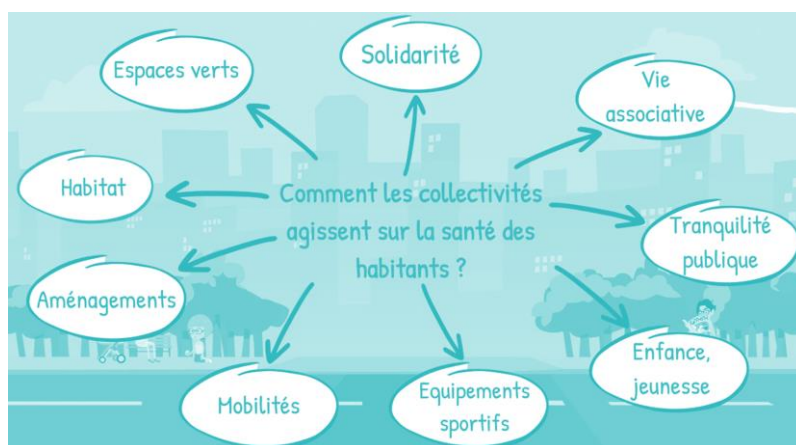 Solidarité
Espaces verts
Vie
associative
Habitat
Comment les collectivités
agissent sur la santé des
habitants ?
Tranquilité
publique
Aménagements
Enfance,
jeunesse
Mobilités
Equipements
sportifs